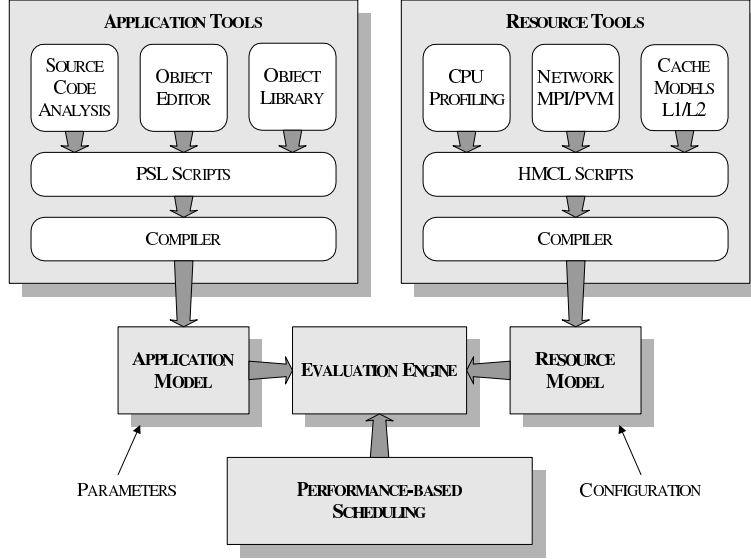 APPLICATION TOOLS
SOURCE
CODE
ANALYSIS
OBJECT
EDITOR
OBJECT
LIBRARY
PSL SCRIPTS
COMPILER
RESOURCE TOOLS
CPU
PROFILING
NETWORK
MPI/PVM
CACHE
MODELS
L1/L2
HMCL SCRIPTS
COMPILER
APPLICATION
MODEL
EVALUATION ENGINE
RESOURCE
MODEL
PARAMETERS
PERFORMANCE-BASED
SCHEDULING
CONFIGURATION